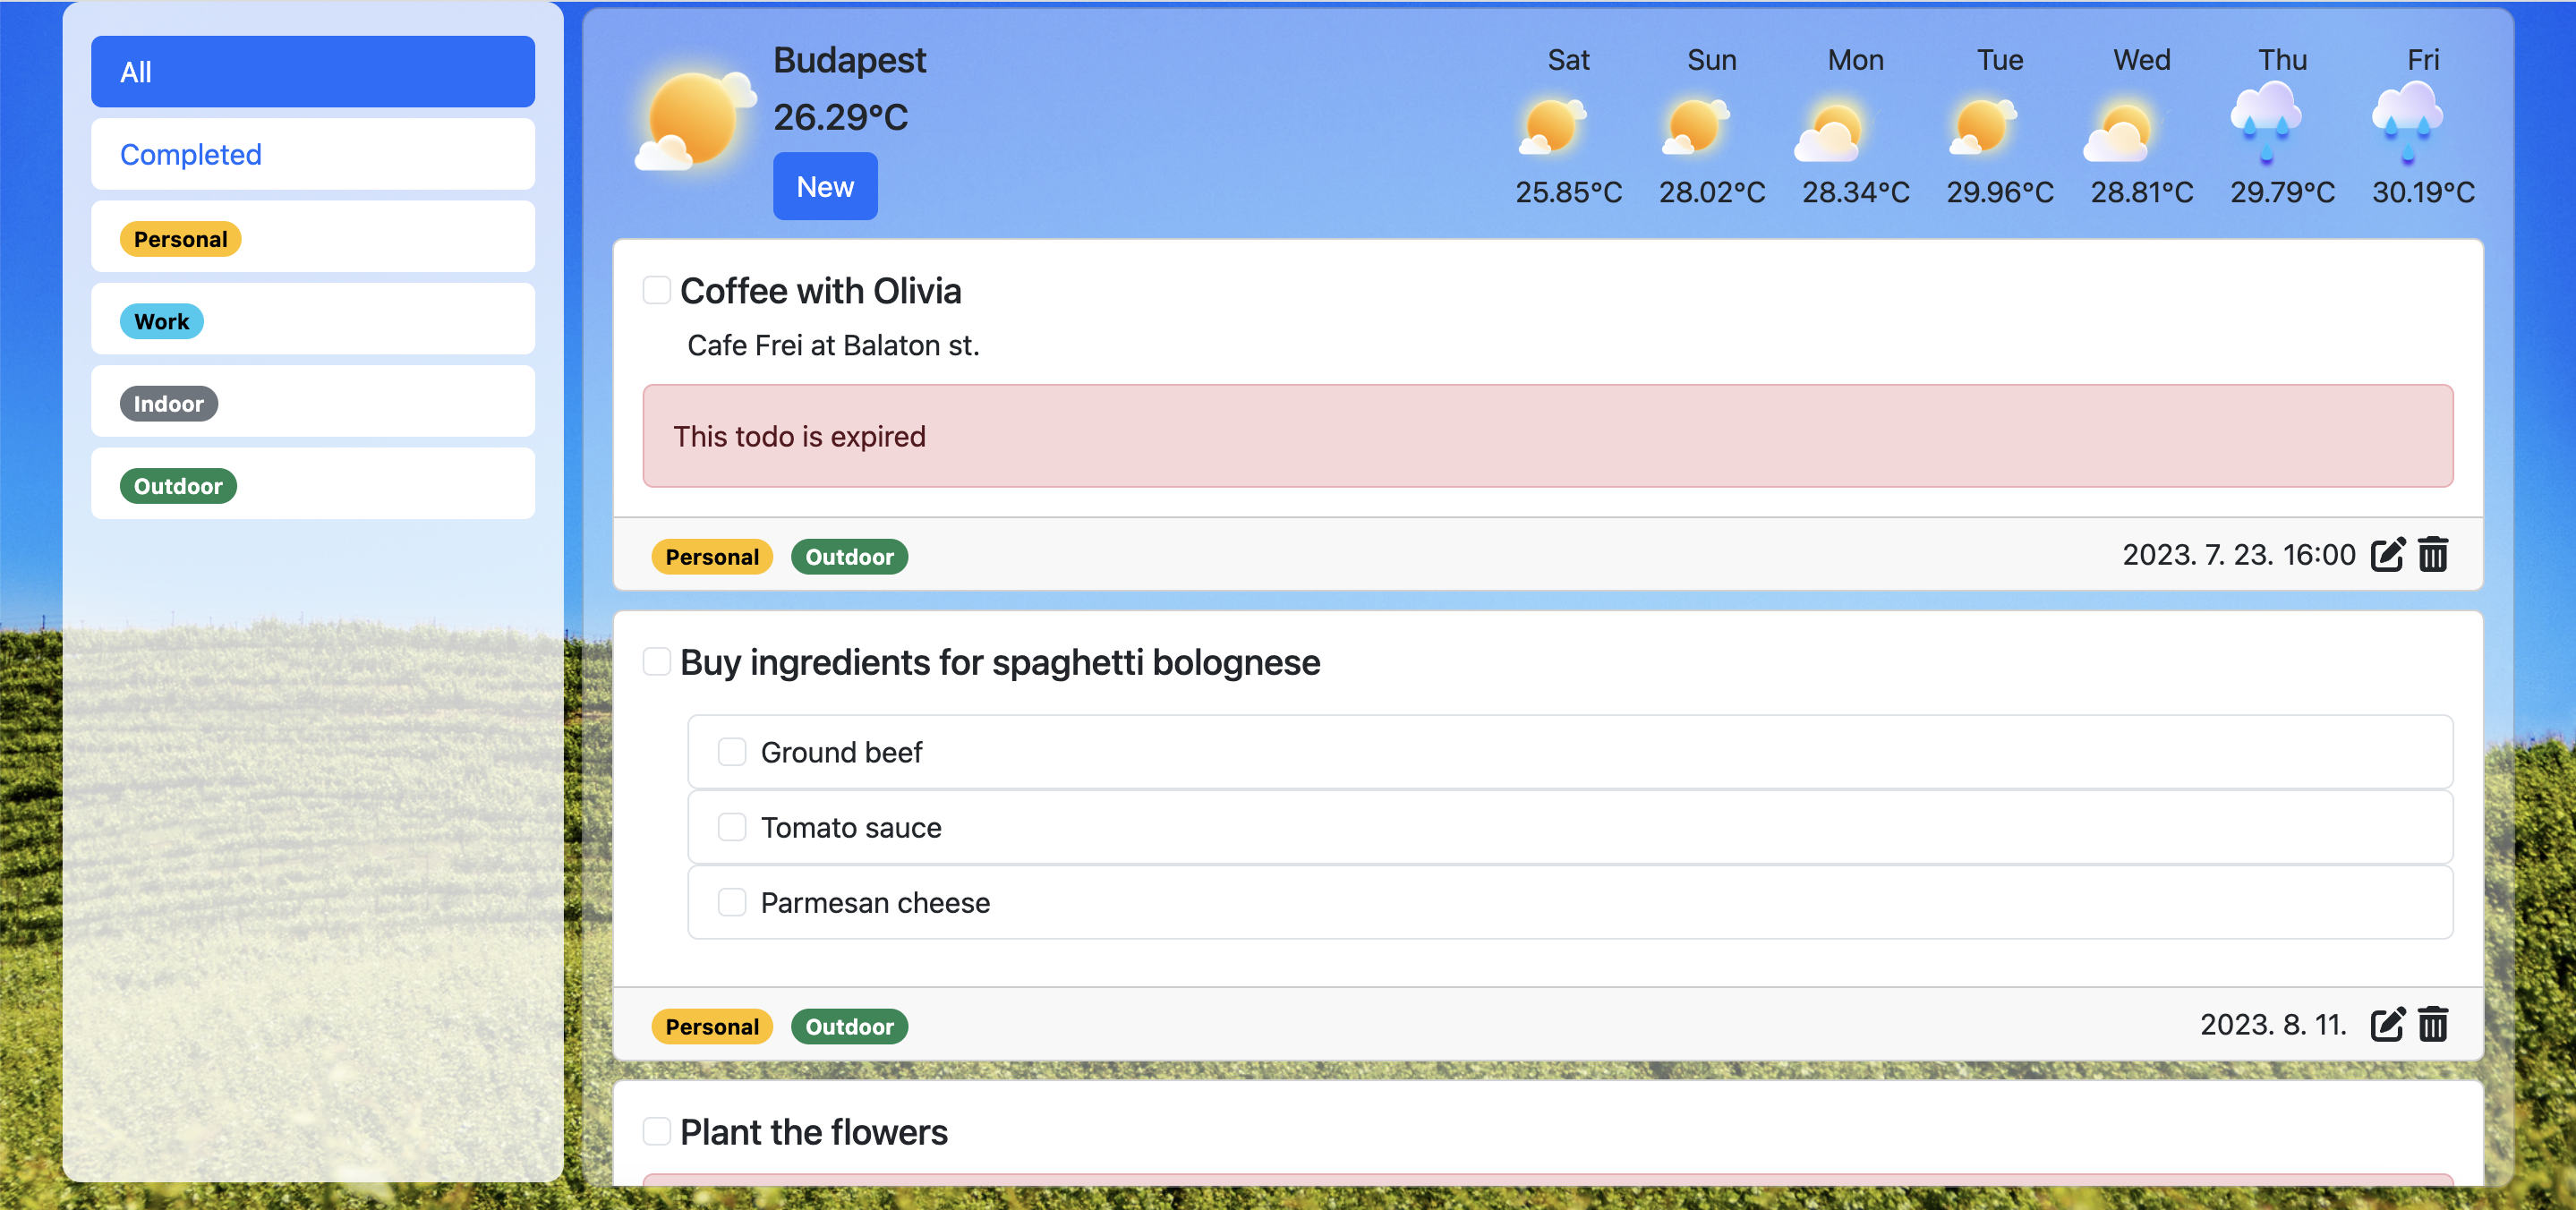 All
Completed
Personal
Work
Indoor
Outdoor
Budapest
26.29°C
New
Sat Sun Mon Tue Wed Thu Fri
25.85°C 28.02°C 28.34°C 29.96°C 28.81°C 29.79°C 30.19°C
Coffee with Olivia
Cafe Frei at Balaton st.
This todo is expired
Personal Outdoor 2023. 7. 23. 16:00
Buy ingredients for spaghetti bolognese
Ground beef
Tomato sauce
Parmesan cheese
Personal Outdoor 2023. 8. 11.
Plant the flowers